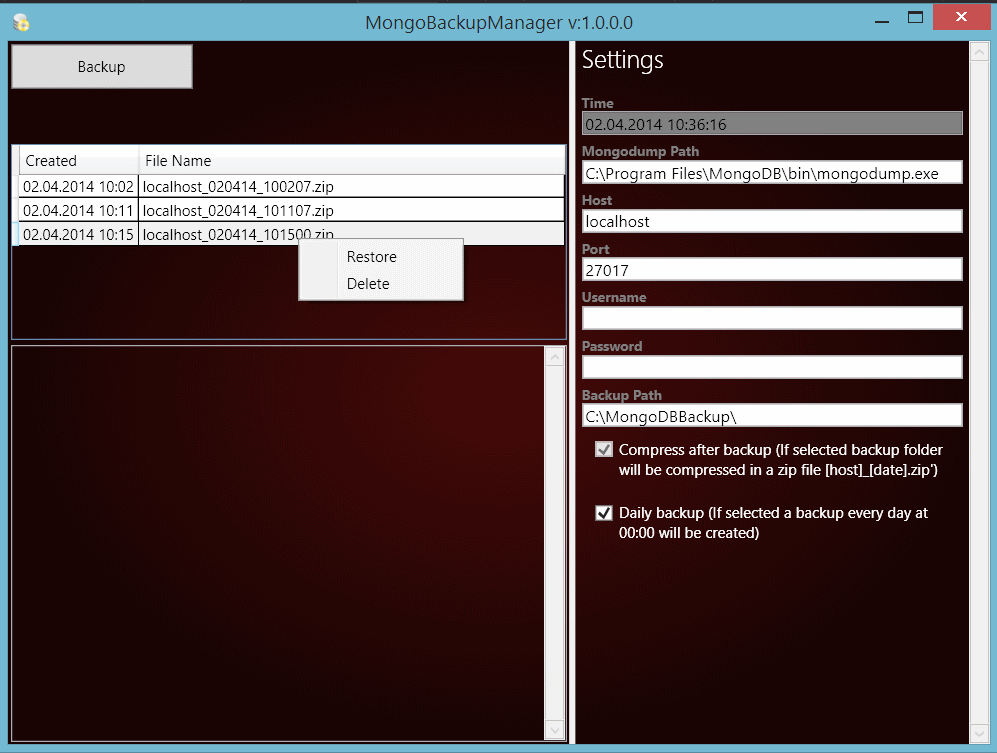 MongoBackupManager v:1.0.0.0
Backup
Created File Name
02.04.2014 10:02 localhost_020414_100207.zip
02.04.2014 10:11 localhost_020414_101107.zip
02.04.2014 10:15 localhost_020414_101500.zip
Restore
Delete
Settings
Time
02.04.2014 10:36:16
Mongodump Path
C:\Program Files\MongoDB\bin\mongodump.exe
Host
localhost
Port
27017
Username
Password
Backup Path
C:\MongoDBBackup\
Compress after backup (If selected backup folder
will be compressed in a zip file [host]_[date].zip')
Daily backup (If selected a backup every day at
00:00 will be created)